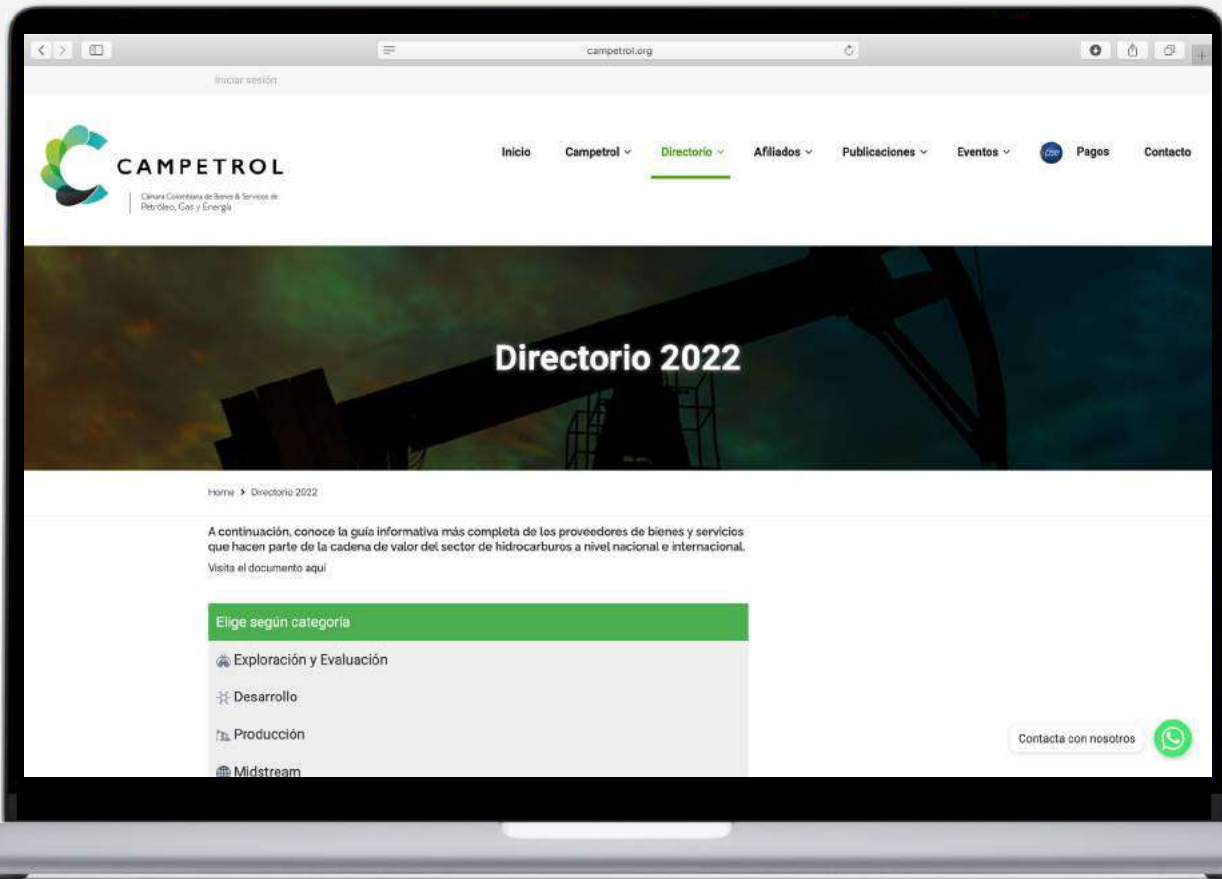 campetrol.org
Iniciar sesión
CAMPETROL
Cámara Colombiana de Bienes & Servicios de
Petróleo, Gas y Energía
Inicio Campetrol Directorio Afiliados Publicaciones Eventos pse Pagos Contacto
Directorio 2022
Home > Directorio 2022
A continuación, conoce la guía informativa más completa de los proveedores de bienes y servicios
que hacen parte de la cadena de valor del sector de hidrocarburos a nivel nacional e internacional.
Visita el documento aquí
Elige según categoría
Exploración y Evaluación
Desarrollo
Producción
Contacta con nosotros
Midstream